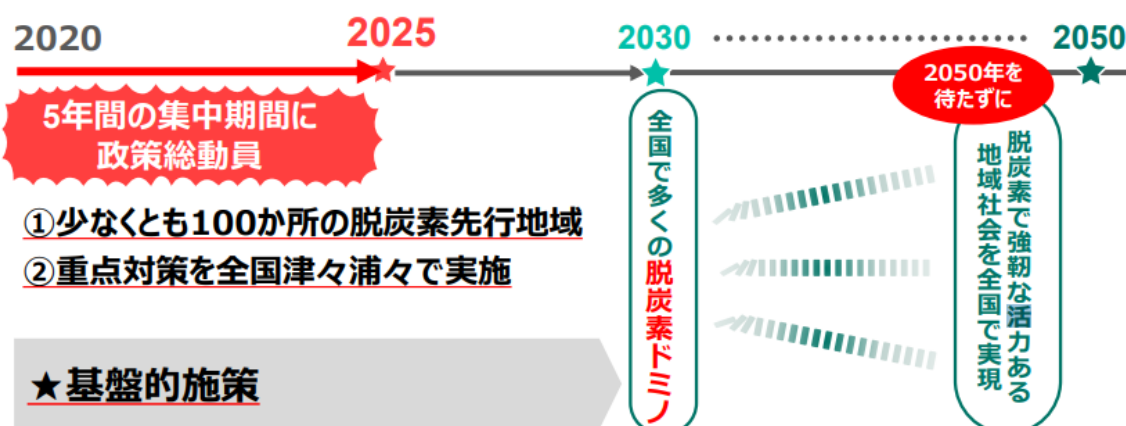 2020
2025
2030
2050
5年間の集中期間に
政策総動員
①少なくとも100か所の脱炭素先行地域
②重点対策を全国津々浦々で実施
★基盤的施策
全国で多くの脱炭素ドミノ
2050年を
待たずに
脱炭素で強靭な活力ある
地域社会を全国で実現